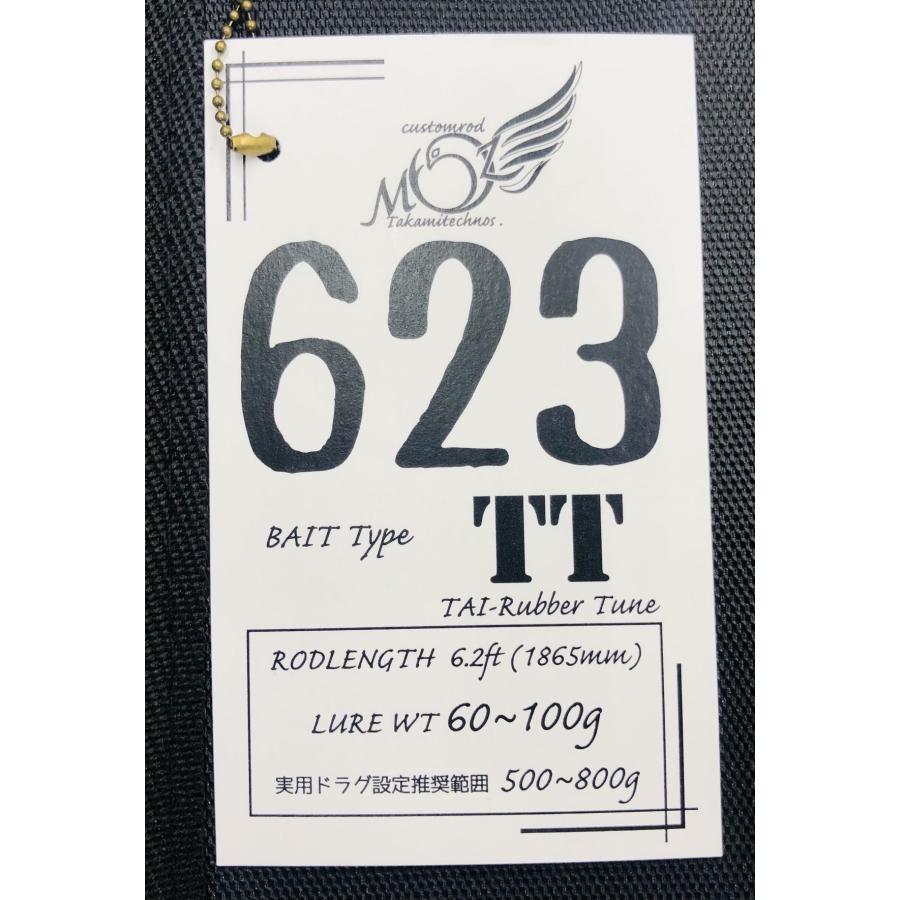 customrod
Takamitechnos.
623
BAIT Type TT
TAI-Rubber Tune
RODLENGTH 6.2ft (1865mm)
LURE WT 60~100g
実用ドラグ設定推奨範囲 500~800g